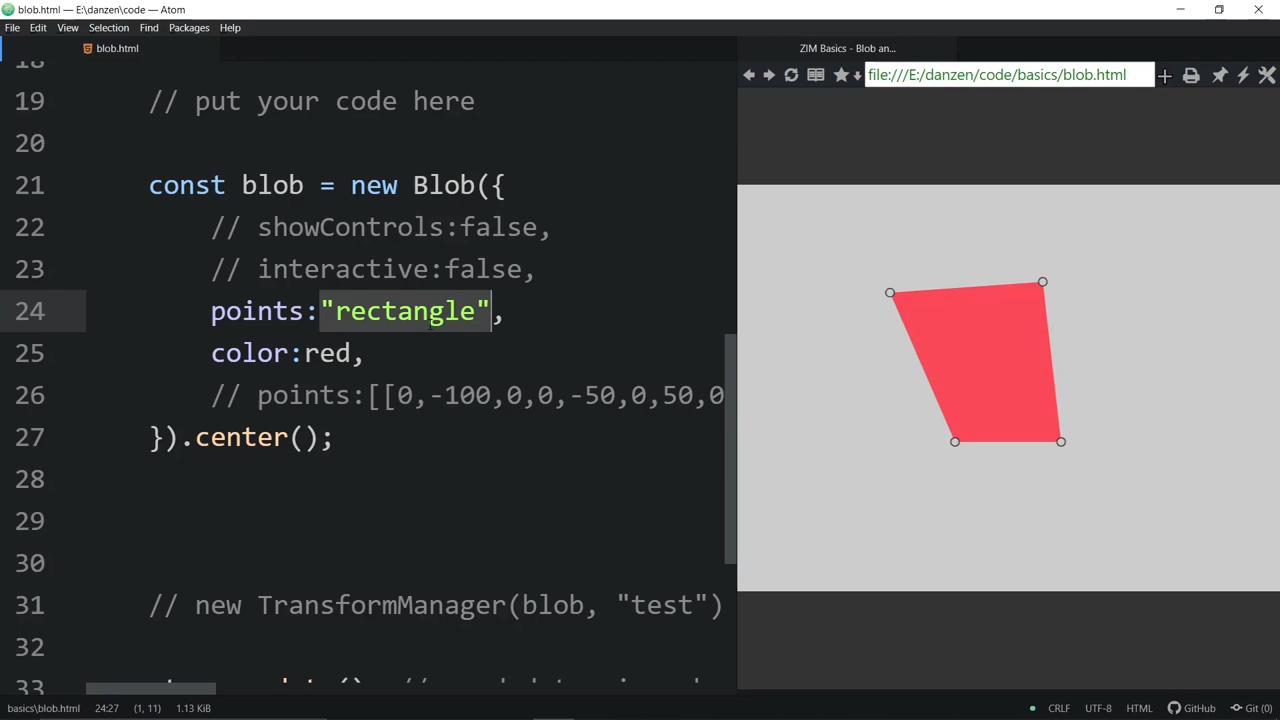 blob.html — E:\danzen\code — Atom
File Edit View Selection Find Packages Help
blob.html
ZIM Basics - Blob an...
file:///E:/danzen/code/basics/blob.html
18
19 // put your code here
20
21 const blob = new Blob({
22 // showControls:false,
23 // interactive:false,
24 points:"rectangle",
25 color:red,
26 // points:[[0,-100,0,0,-50,0,50,0
27 }).center();
28
29
30
31 // new TransformManager(blob, "test")
32
33
basics\blob.html 24:27 (1, 11) 1.13 KiB CRLF UTF-8 HTML GitHub Git (0)